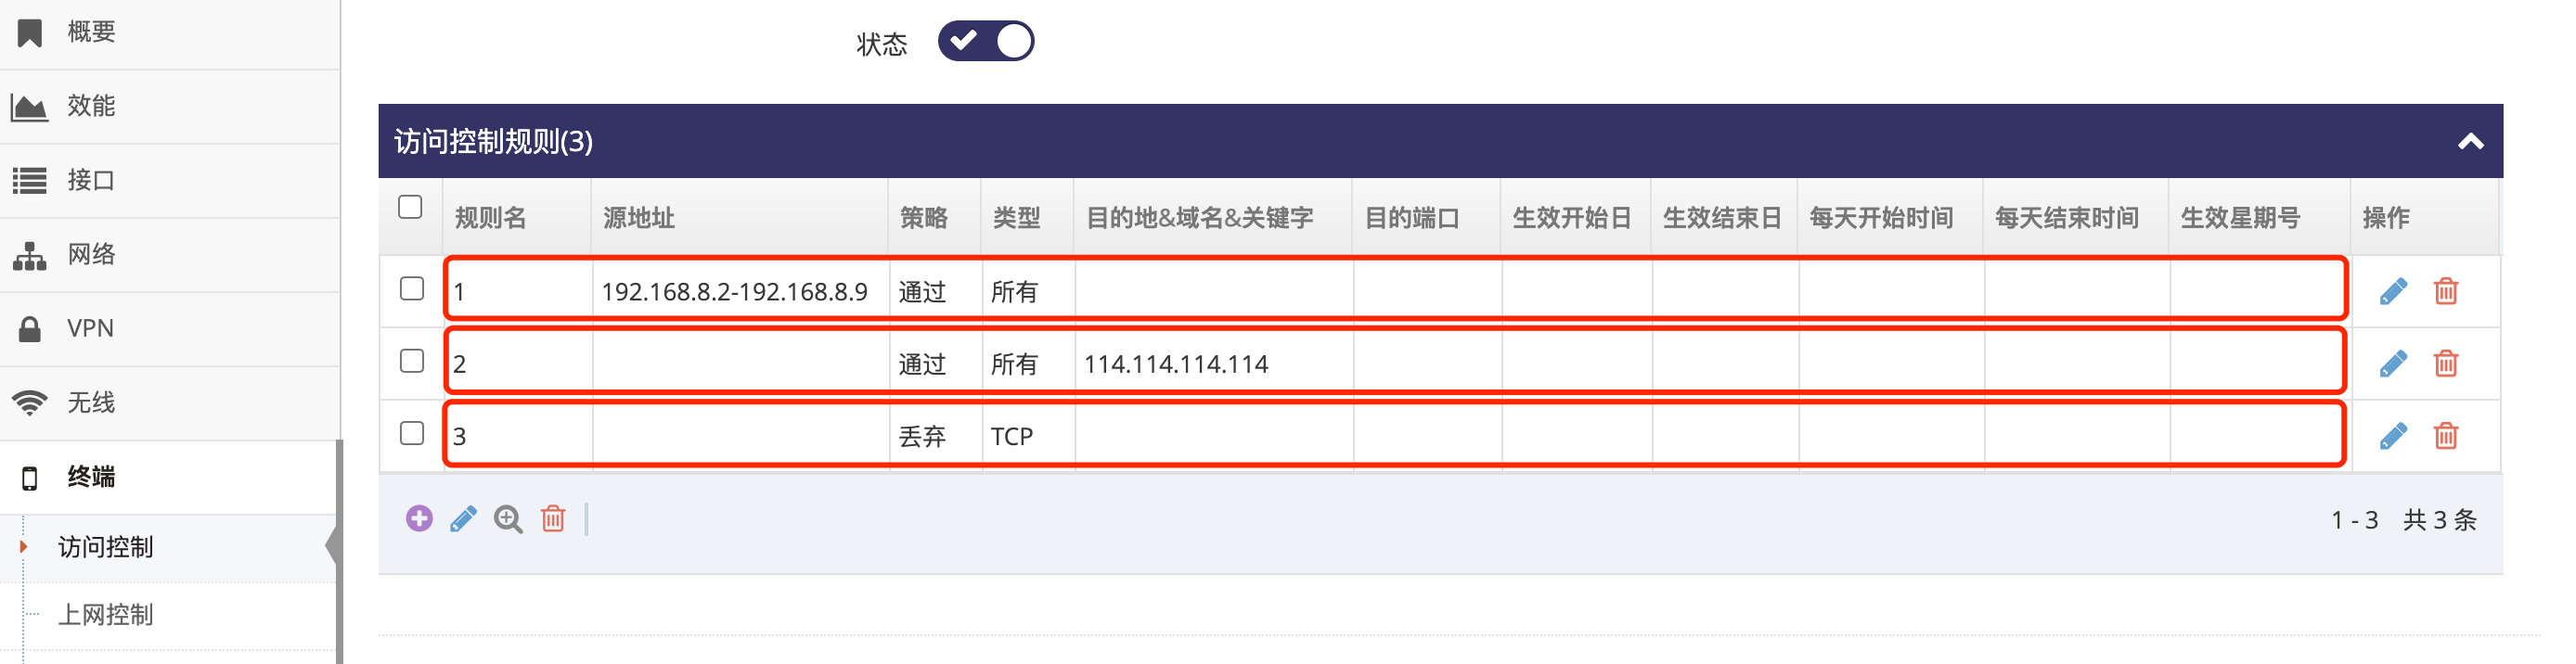 概要
效能
接口
网络
VPN
无线
终端
访问控制
上网控制
状态
访问控制规则(3)
规则名 源地址 策略 类型 目的地&域名&关键字 目的端口 生效开始日 生效结束日 每天开始时间 每天结束时间 生效星期号 操作
1 192.168.8.2-192.168.8.9 通过 所有
2 通过 所有 114.114.114.114
3 丢弃 TCP
1 - 3 共 3 条